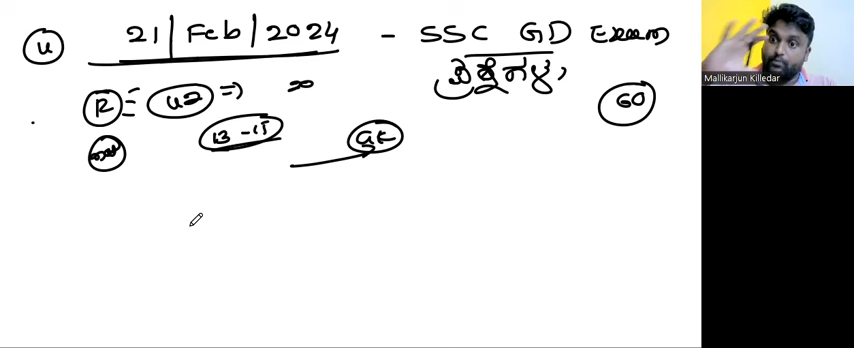 u 21 | Feb | 2024 - SSC GD Exam
ಪ್ರಶ್ನೆಗಳು,
R 42 => 60
13 - 15 GK
Mallikarjun Killedar